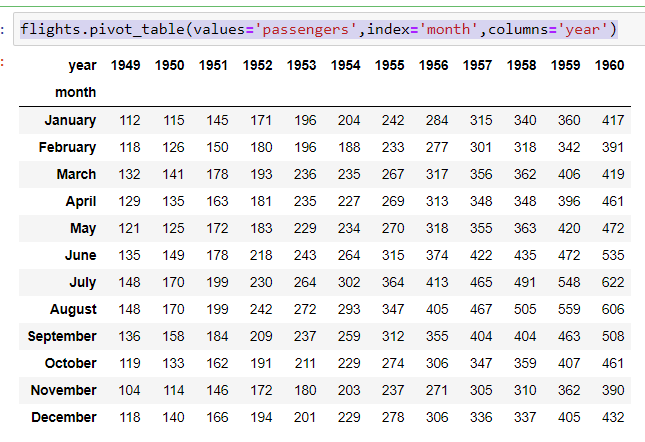 : flights.pivot_table(values='passengers',index='month',columns='year')
:
year 1949 1950 1951 1952 1953 1954 1955 1956 1957 1958 1959 1960
month
January 112 115 145 171 196 204 242 284 315 340 360 417
February 118 126 150 180 196 188 233 277 301 318 342 391
March 132 141 178 193 236 235 267 317 356 362 406 419
April 129 135 163 181 235 227 269 313 348 348 396 461
May 121 125 172 183 229 234 270 318 355 363 420 472
June 135 149 178 218 243 264 315 374 422 435 472 535
July 148 170 199 230 264 302 364 413 465 491 548 622
August 148 170 199 242 272 293 347 405 467 505 559 606
September 136 158 184 209 237 259 312 355 404 404 463 508
October 119 133 162 191 211 229 274 306 347 359 407 461
November 104 114 146 172 180 203 237 271 305 310 362 390
December 118 140 166 194 201 229 278 306 336 337 405 432